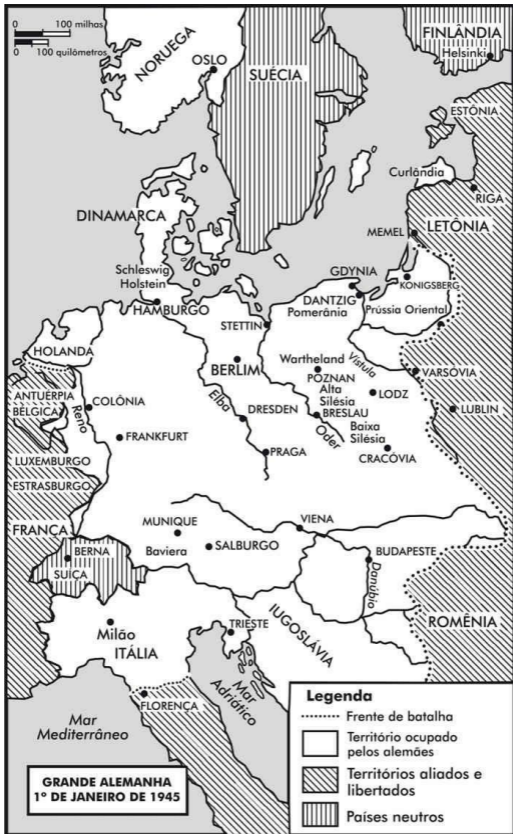 0 100 milhas
0 100 quilômetros
NORUEGA
OSLO
SUÉCIA
FINLÂNDIA
Helsinki
ESTÔNIA
Curlândia
RIGA
LETÔNIA
MEMEL
DINAMARCA
Schleswig
Holstein
HAMBURGO
GDYNIA
DANTZIG
Pomerânia
KONIGSBERG
Prússia Oriental
STETTIN
HOLANDA
BERLIM
Wartheland
POZNAN
Alta
Silésia
BRESLAU
Vístula
VARSÓVIA
LODZ
LUBLIN
Baixa
Silésia
CRACÓVIA
ANTUÉRPIA
BÉLGICA
Reno
COLÔNIA
Elbo
DRESDEN
Oder
FRANKFURT
PRAGA
LUXEMBURGO
ESTRASBURGO
FRANÇA
MUNIQUE
Baviera
SALBURGO
VIENA
BUDAPESTE
Danúbio
BERNA
SUÍÇA
Milão
ITÁLIA
TRIESTE
IUGOSLÁVIA
ROMÊNIA
FLORENÇA
Mar
Adriático
Mar
Mediterrâneo
GRANDE ALEMANHA
1º DE JANEIRO DE 1945
Legenda
Frente de batalha
Território ocupado
pelos alemães
Territórios aliados e
libertados
Países neutros